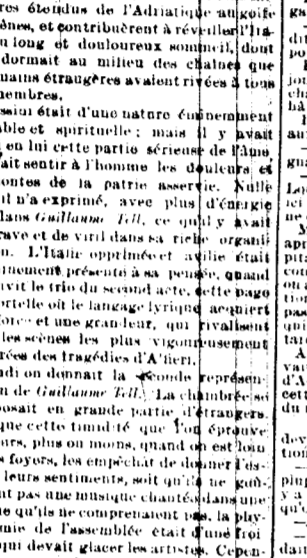 res étendus de l'Adriatique au golfe
ènes, et contribuèrent à réveiller l'Ita-
u long et douloureux sommeil, dont
dormait au milieu des chaînes que
mains étrangères avaient rivées à tous
membres.
ssini était d'une nature éminemment
able et spirituelle; mais il y avait
en lui cette partie sérieuse de l'âme
ait sentir à l'homme les douleurs et
ontes de la patrie asservie. Nulle
il n'a exprimé, avec plus d'énergie
dans Guillaume Tell, ce qu'il y avait
rave et de viril dans sa riche organi-
n. L'Italie opprimée et avilie était
inement présente à sa pensée, quand
ivit le trio du second acte, cette page
ortelle où le langage lyrique acquiert
force et une grandeur, qui rivalisent
les scènes les plus vigoureusement
rées des tragédies d'Alfieri.
di on donnait la seconde représen-
n de Guillaume Tell. La chambrée se
posait en grande partie d'étrangers.
que cette timidité que l'on éprouve
urs, plus ou moins, quand on est loin
s foyers, les empêchât de donner l'es-
leurs sentiments, soit qu'ils ne goû-
nt pas une musique chantée dans une
ue qu'ils ne comprenaient pas, la phy-
mie de l'assemblée était d'une froi
qui devait glacer les artistes. Cepen